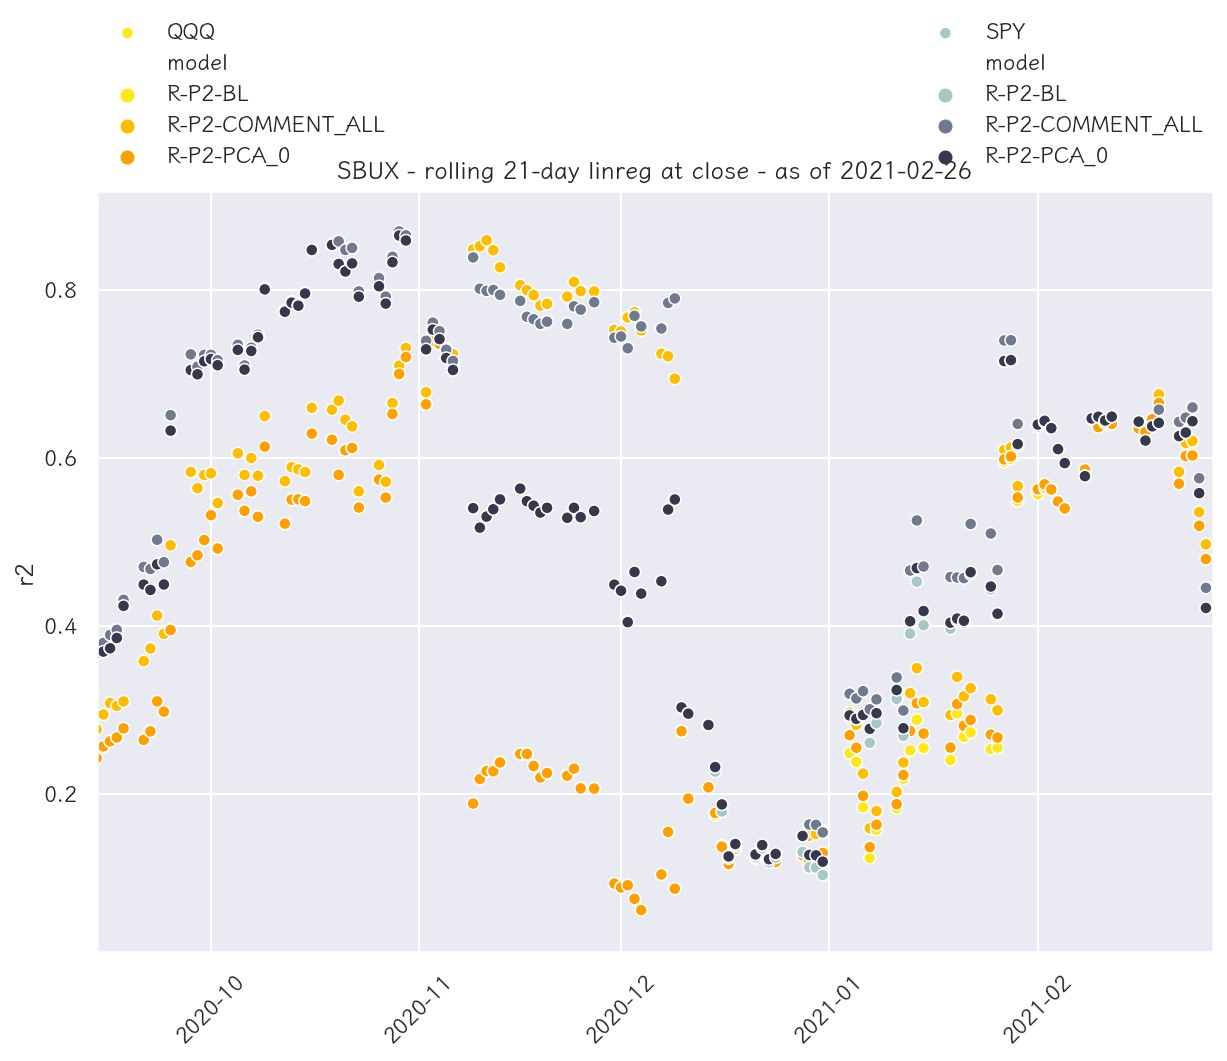 QQQ
model
R-P2-BL
R-P2-COMMENT_ALL
R-P2-PCA_0
SPY
model
R-P2-BL
R-P2-COMMENT_ALL
R-P2-PCA_0
SBUX - rolling 21-day linreg at close - as of 2021-02-26
r2
0.8
0.6
0.4
0.2
2020-10
2020-11
2020-12
2021-01
2021-02